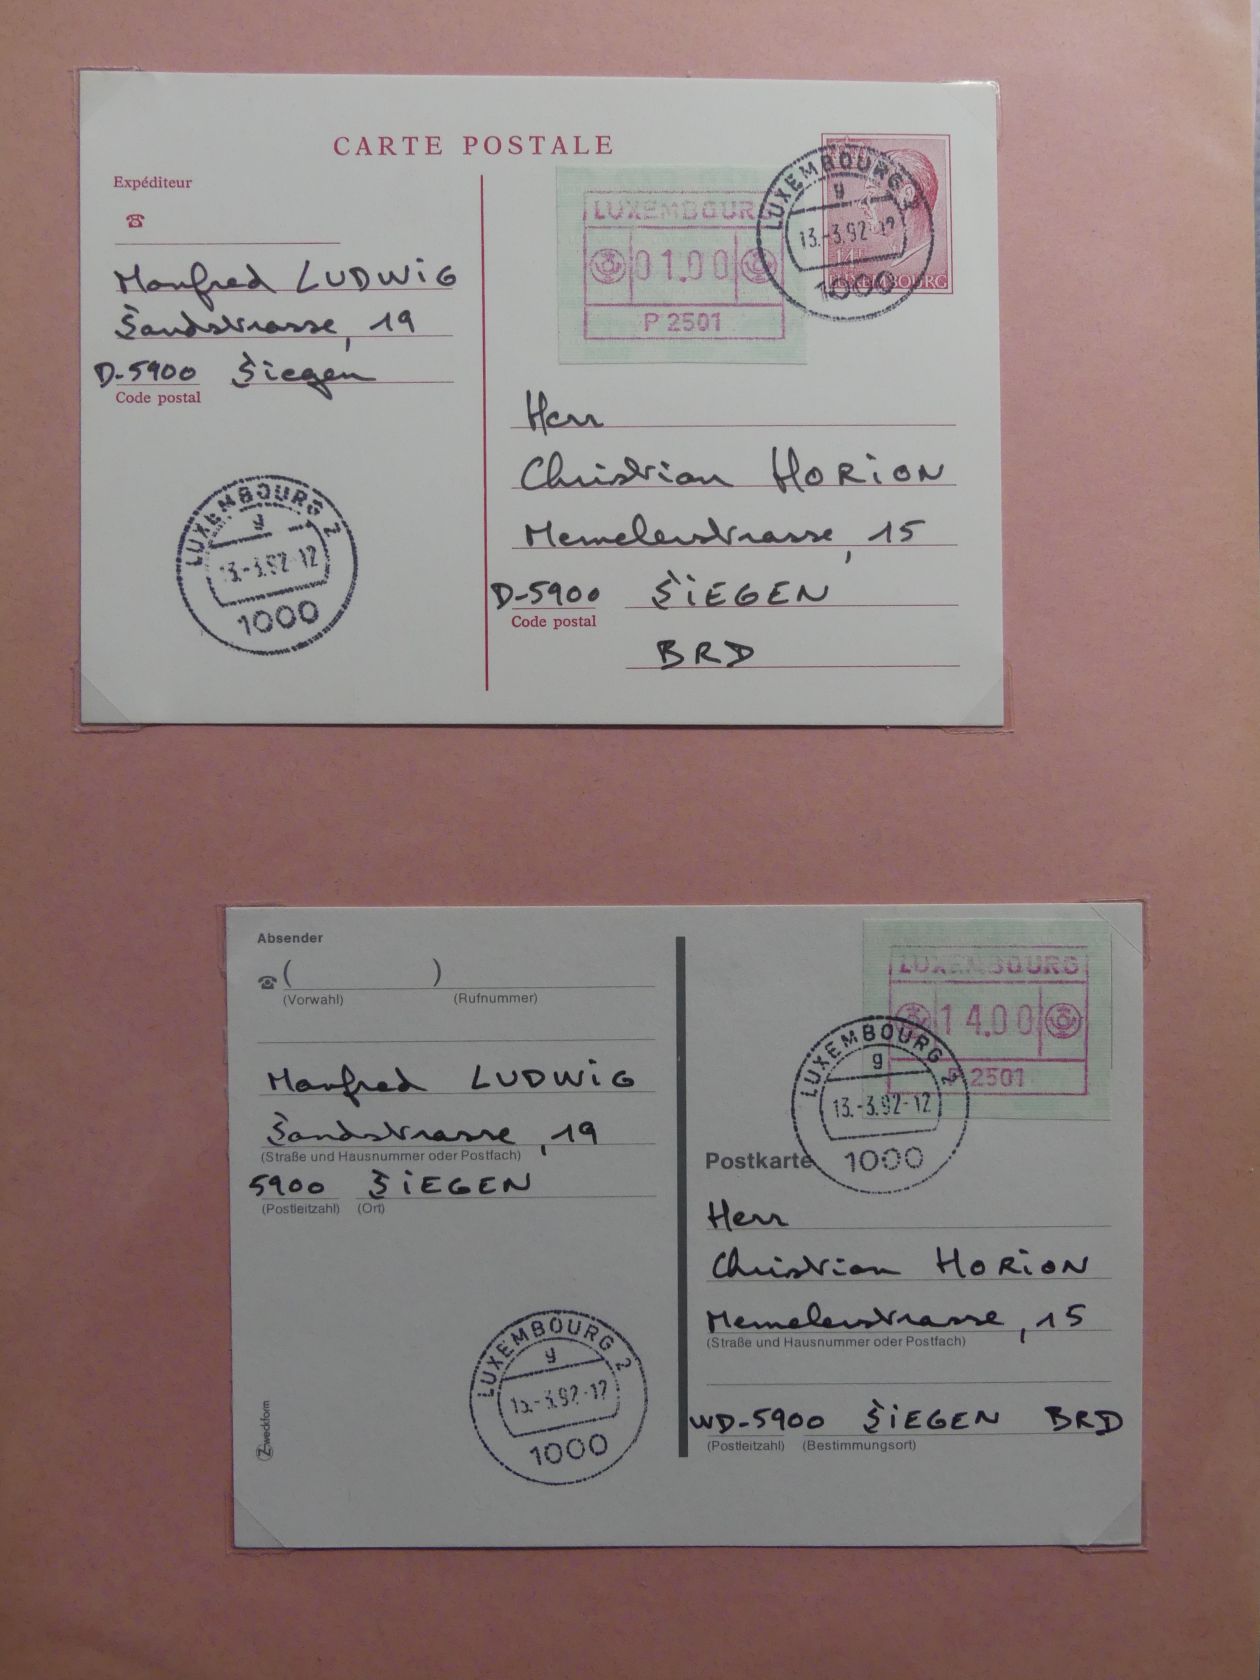 CARTE POSTALE
Expéditeur
Manfred LUDWIG
Sandstrasse, 19
D-5900 Siegen
Code postal
LUXEMBOURG
01.00
P 2501
LUXEMBOURG 2
g
13.-3.92-12
1000
14F
LUXEMBOURG
Herr
Christian HORION
Memelerstrasse, 15
D-5900 SIEGEN
Code postal
BRD
LUXEMBOURG 2
g
13.-3.92-12
1000
Absender
( )
(Vorwahl) (Rufnummer)
Manfred LUDWIG
Sandstrasse, 19
(Straße und Hausnummer oder Postfach)
5900 SIEGEN
(Postleitzahl) (Ort)
LUXEMBOURG
14.00
P 2501
LUXEMBOURG 2
g
13.-3.92-12
1000
Postkarte
Herr
Christian HORION
Memelerstrasse, 15
(Straße und Hausnummer oder Postfach)
WD-5900 SIEGEN BRD
(Postleitzahl) (Bestimmungsort)
LUXEMBOURG 2
g
13.-3.92-12
1000
Zweckform